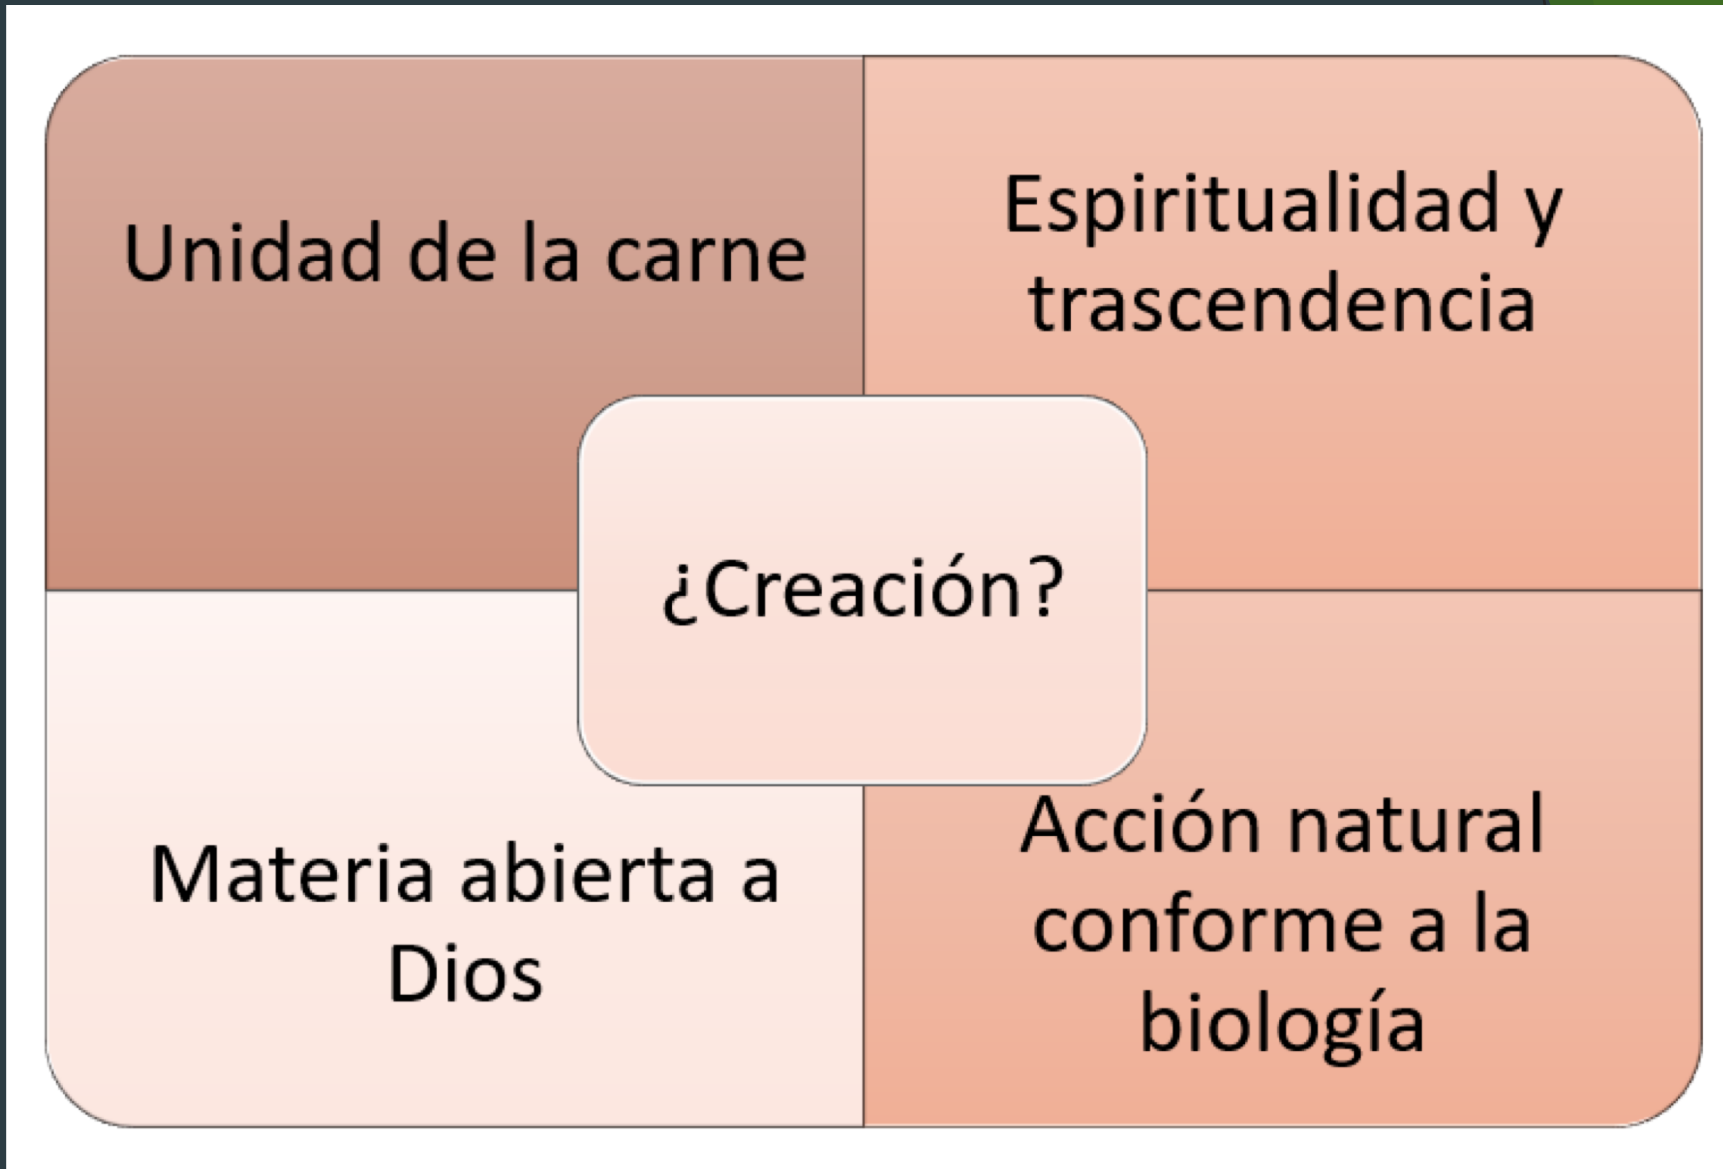 Unidad de la carne
Espiritualidad y
trascendencia
¿Creación?
Materia abierta a
Dios
Acción natural
conforme a la
biología